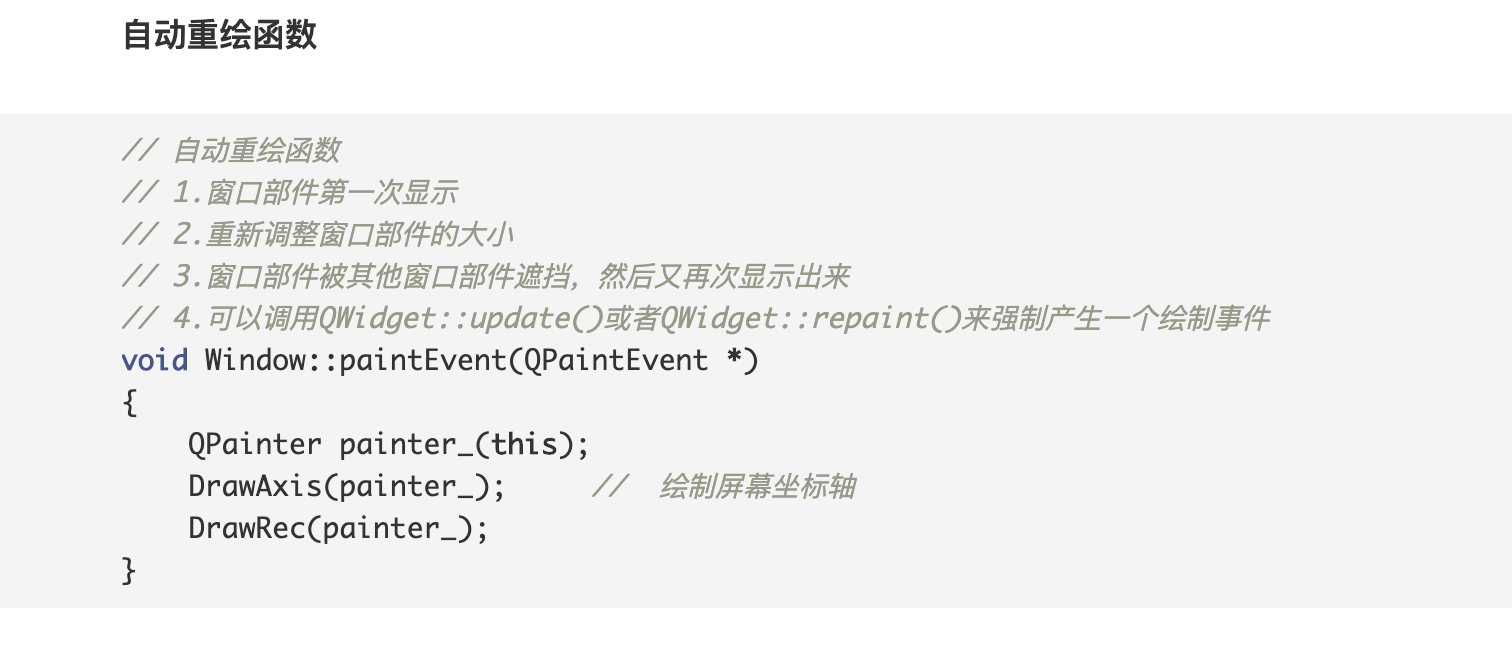 自动重绘函数
// 自动重绘函数
// 1.窗口部件第一次显示
// 2.重新调整窗口部件的大小
// 3.窗口部件被其他窗口部件遮挡，然后又再次显示出来
// 4.可以调用QWidget::update()或者QWidget::repaint()来强制产生一个绘制事件
void Window::paintEvent(QPaintEvent *)
{
    QPainter painter_(this);
    DrawAxis(painter_);     //  绘制屏幕坐标轴
    DrawRec(painter_);
}